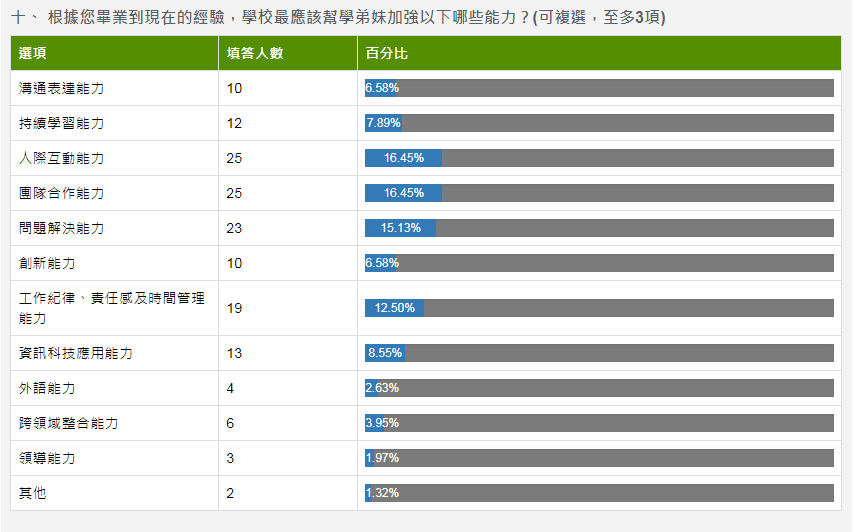 十、 根據您畢業到現在的經驗，學校最應該幫學弟妹加強以下哪些能力？(可複選，至多3項)
選項 填答人數 百分比
溝通表達能力 10 6.58%
持續學習能力 12 7.89%
人際互動能力 25 16.45%
團隊合作能力 25 16.45%
問題解決能力 23 15.13%
創新能力 10 6.58%
工作紀律、責任感及時間管理
能力 19 12.50%
資訊科技應用能力 13 8.55%
外語能力 4 2.63%
跨領域整合能力 6 3.95%
領導能力 3 1.97%
其他 2 1.32%